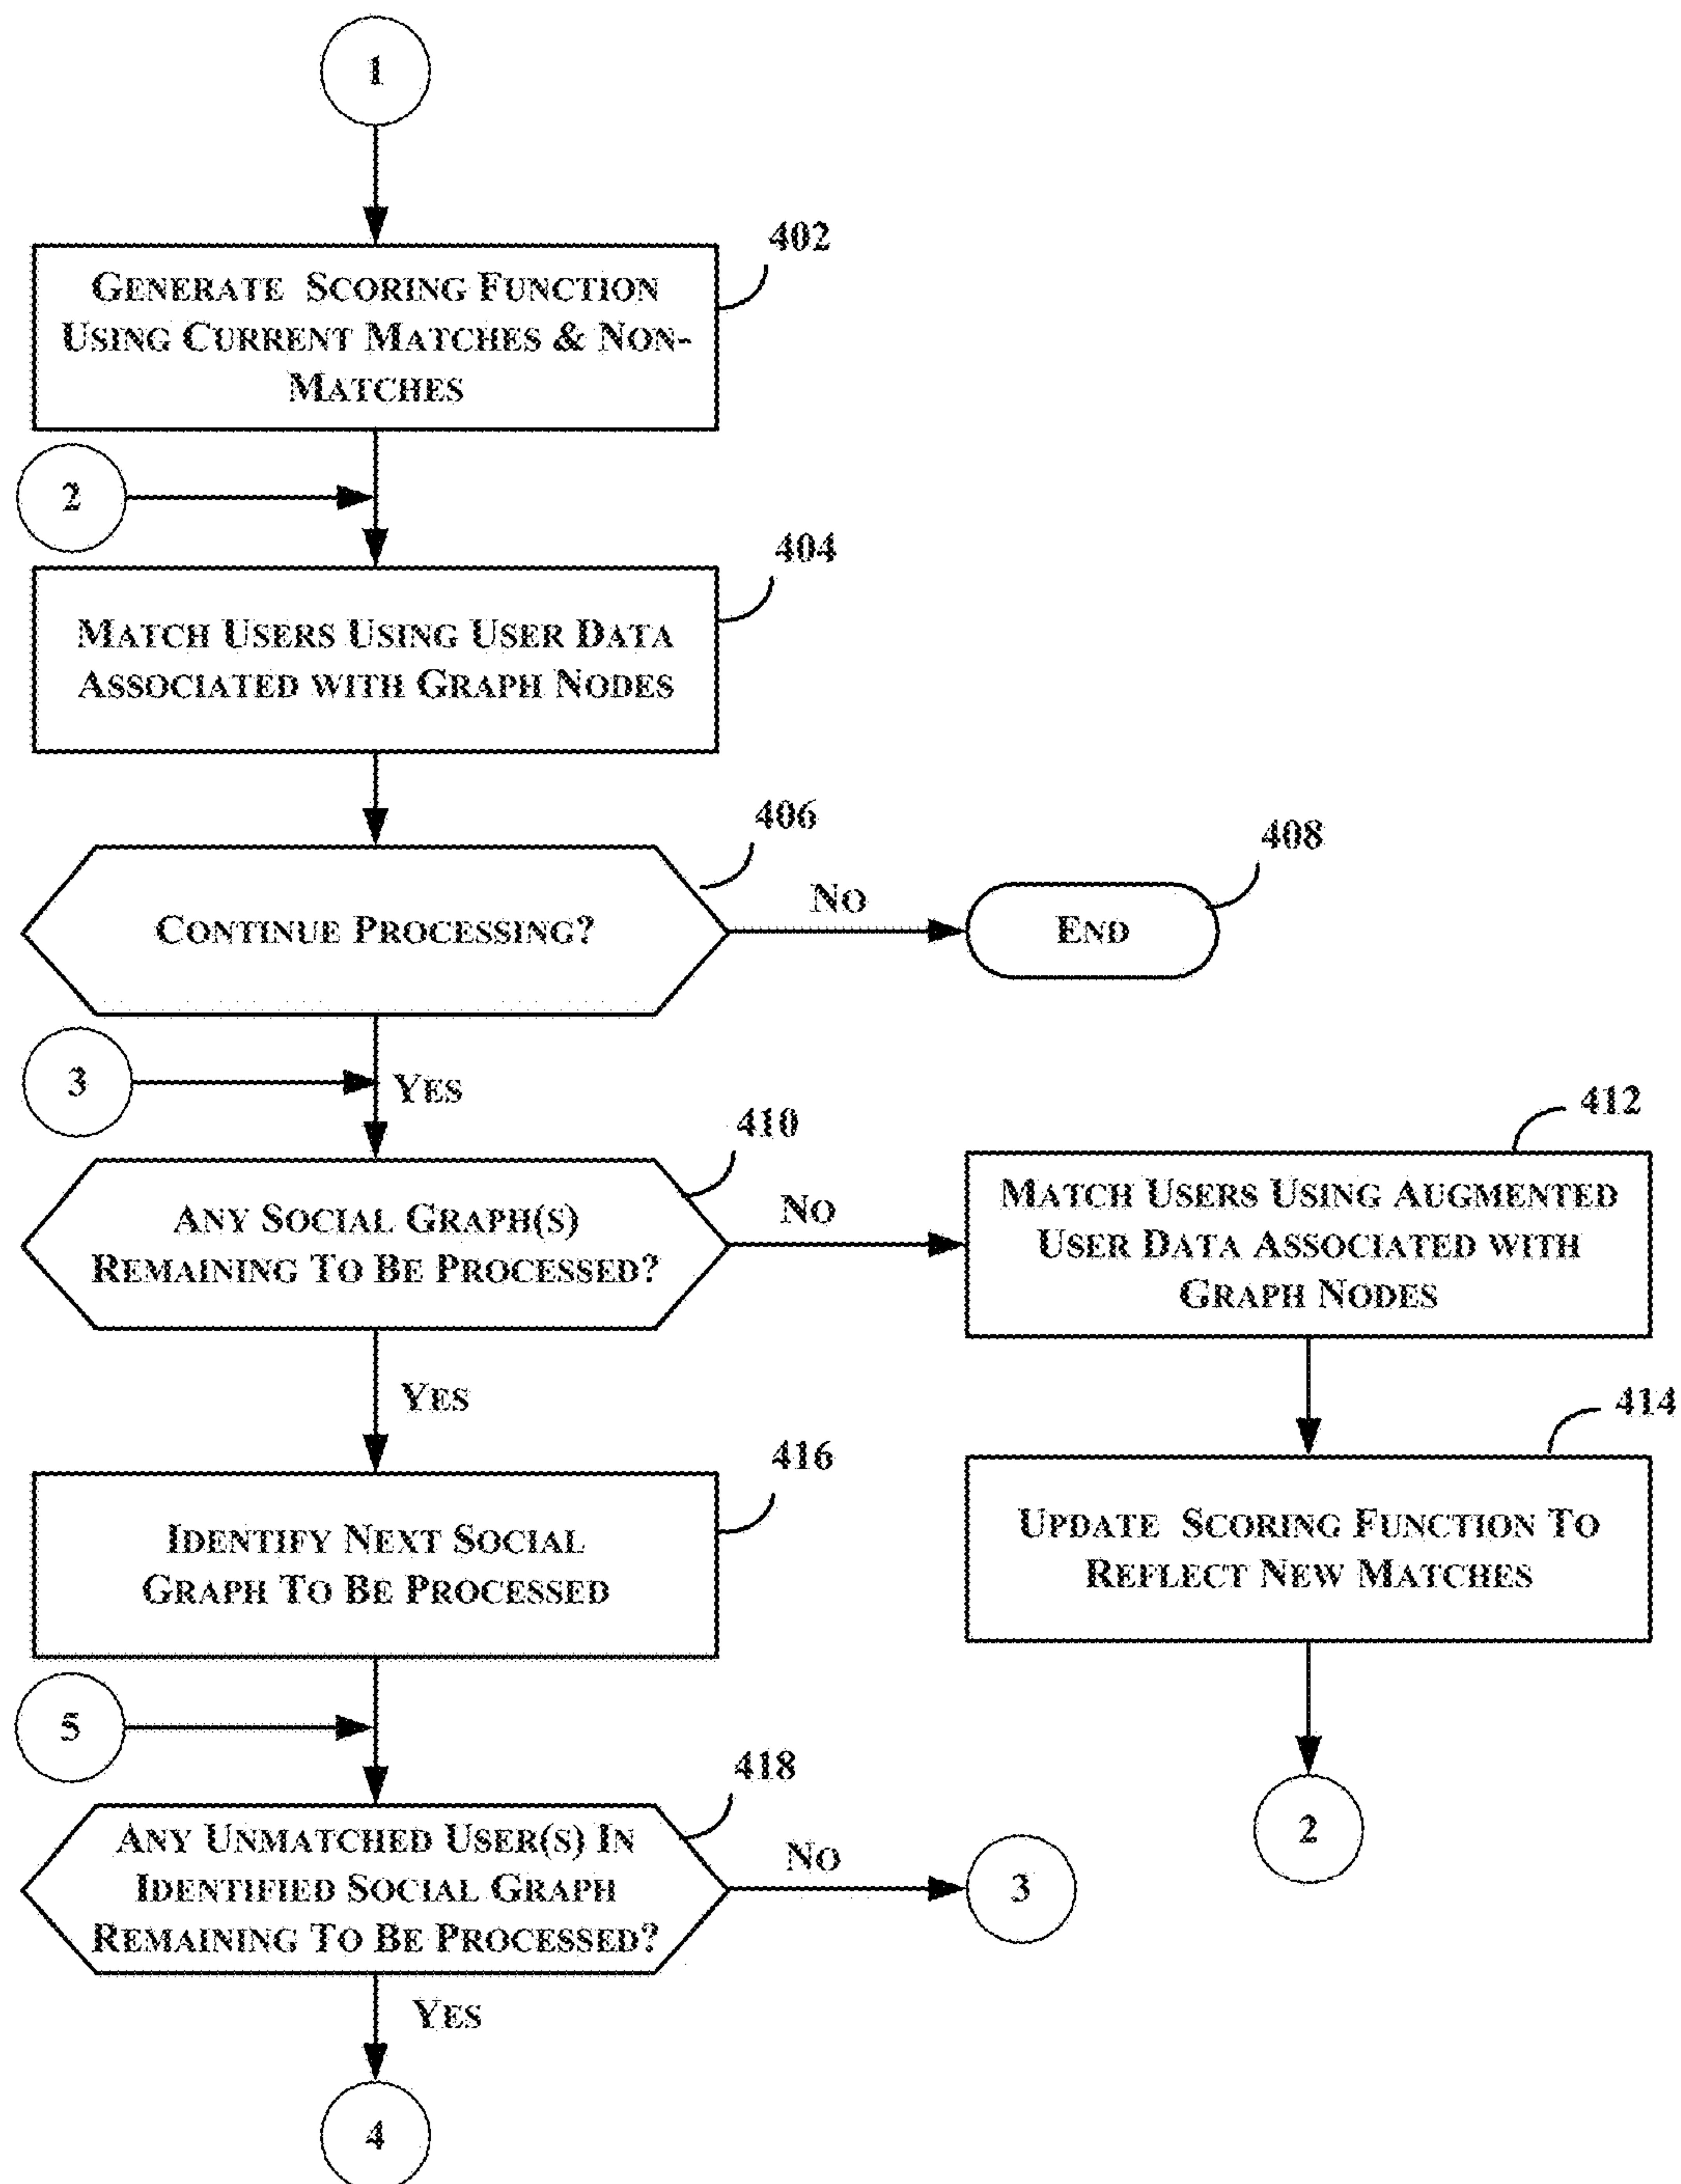 1
402
GENERATE SCORING FUNCTION
USING CURRENT MATCHES & NON-
MATCHES
2
404
MATCH USERS USING USER DATA
ASSOCIATED WITH GRAPH NODES
406
CONTINUE PROCESSING?
NO
408
END
3
YES
410
ANY SOCIAL GRAPH(S)
REMAINING TO BE PROCESSED?
NO
412
MATCH USERS USING AUGMENTED
USER DATA ASSOCIATED WITH
GRAPH NODES
YES
414
UPDATE SCORING FUNCTION TO
REFLECT NEW MATCHES
2
416
IDENTIFY NEXT SOCIAL
GRAPH TO BE PROCESSED
5
418
ANY UNMATCHED USER(S) IN
IDENTIFIED SOCIAL GRAPH
REMAINING TO BE PROCESSED?
NO
3
YES
4